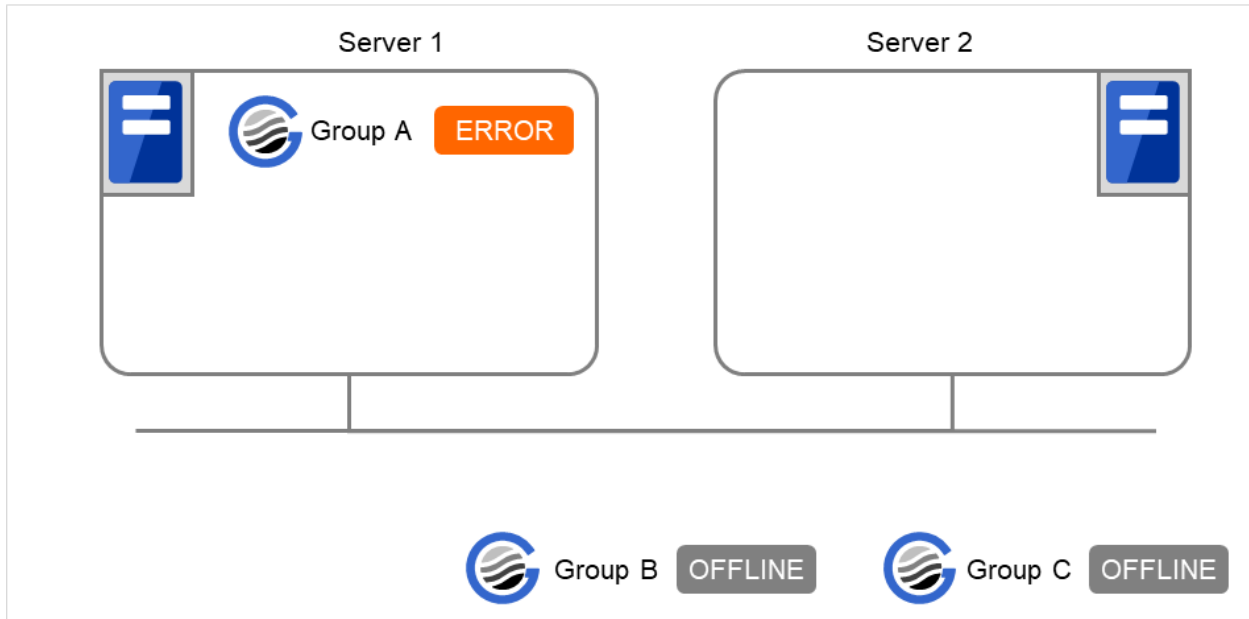 Server 1
Server 2
Group A
ERROR
Group B
OFFLINE
Group C
OFFLINE